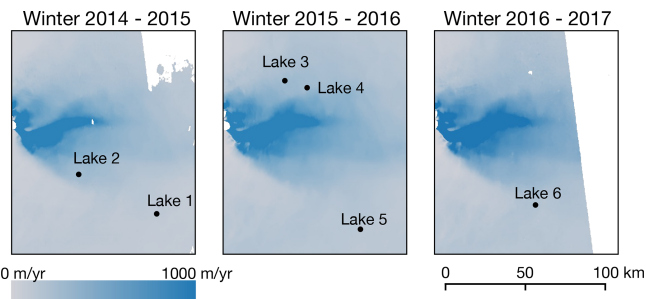 Winter 2014 - 2015
Winter 2015 - 2016
Winter 2016 - 2017
Lake 3
Lake 4
Lake 2
Lake 1
Lake 6
Lake 5
0 m/yr
1000 m/yr
0
50
100 km